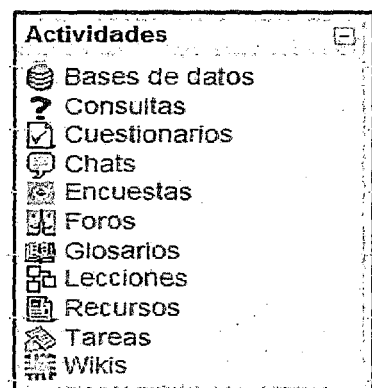 Actividades
Bases de datos
Consultas
Cuestionarios
Chats
Encuestas
Foros
Glosarios
Lecciones
Recursos
Tareas
Wikis